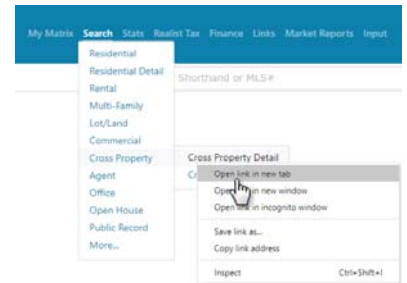 My Matrix Search Stats Realist Tax Finance Links Market Reports Input
Residential
Residential Detail
Shorthand or MLS#
Rental
Multi-Family
Lot/Land
Commercial
Cross Property
Cross Property Detail
Agent
Open link in new tab
Office
Open link in new window
Open House
Open link in incognito window
Public Record
Save link as...
More...
Copy link address
Inspect Ctrl+Shift+I